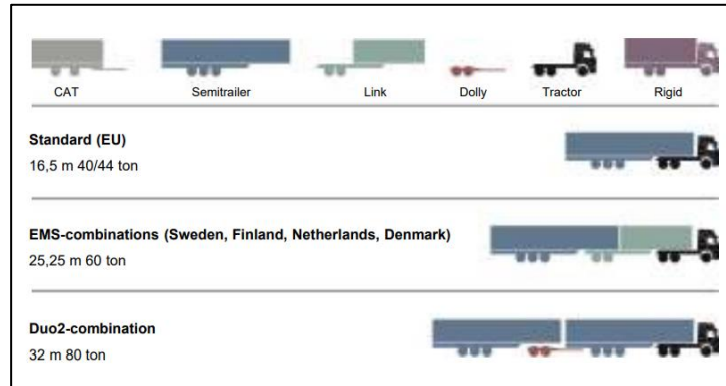 CAT Semitrailer Link Dolly Tractor Rigid
Standard (EU)
16,5 m 40/44 ton
EMS-combinations (Sweden, Finland, Netherlands, Denmark)
25,25 m 60 ton
Duo2-combination
32 m 80 ton